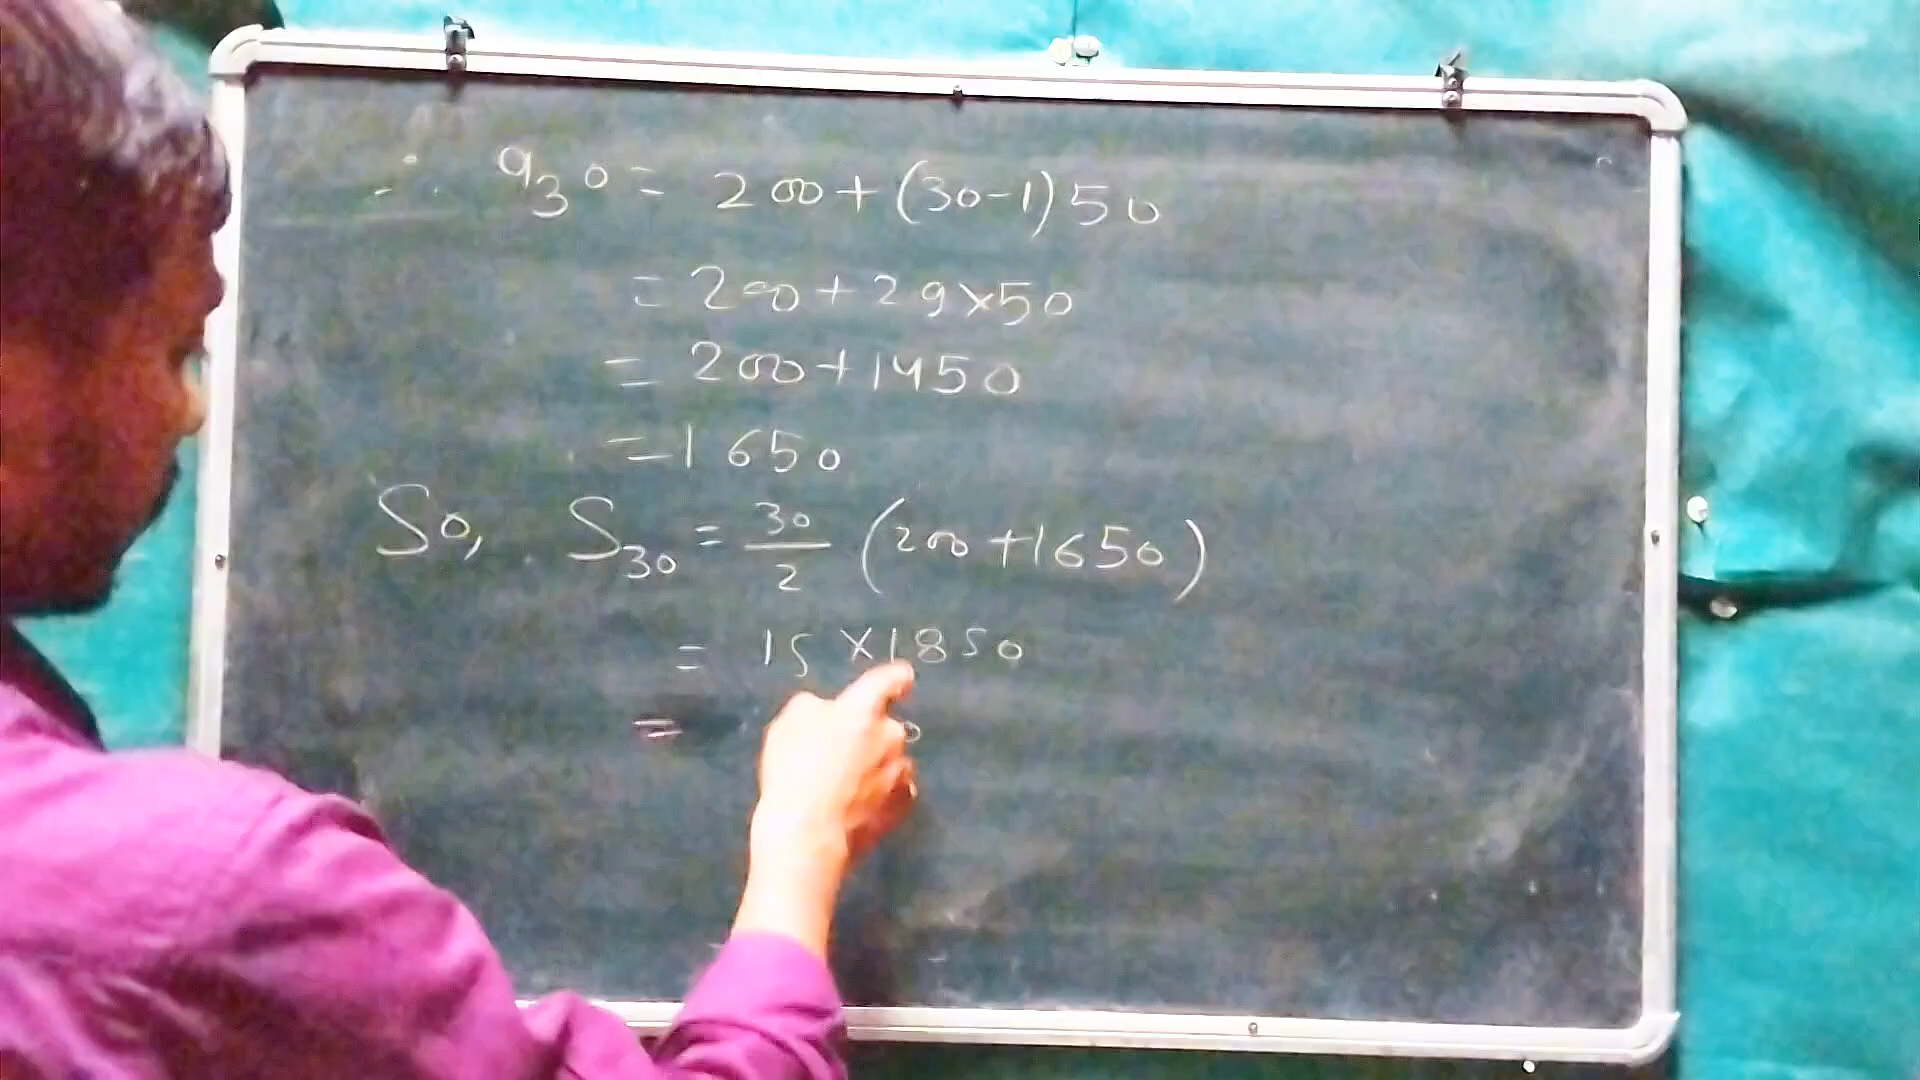 ∴ a30 = 200+(30-1)50
= 200+29×50
= 200+1450
=1650
So, S30 = 30/2 (200+1650)
= 15×1850
=